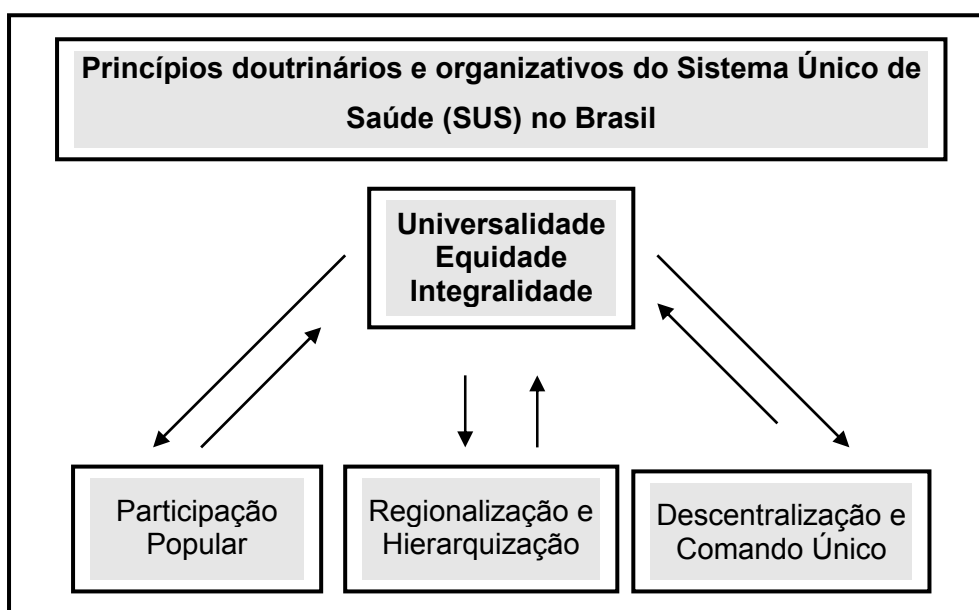 Princípios doutrinários e organizativos do Sistema Único de
Saúde (SUS) no Brasil
Universalidade
Equidade
Integralidade
Participação
Popular
Regionalização e
Hierarquização
Descentralização e
Comando Único